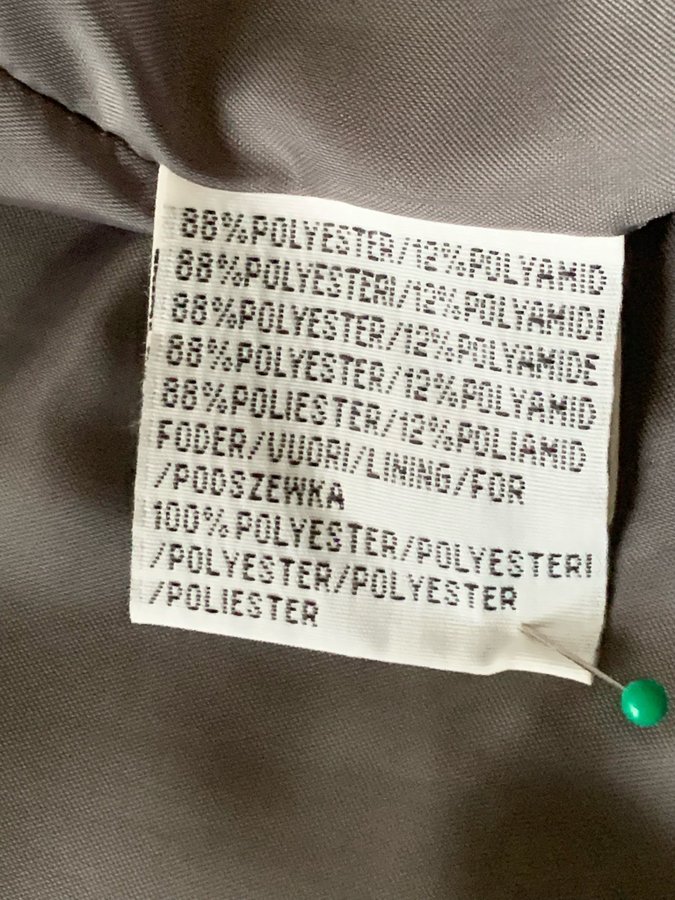 88%POLYESTER/12%POLYAMID
88%POLYESTERI/12%POLYAMIDI
88%POLYESTER/12%POLYAMIDE
88%POLYESTER/12%POLYAMID
88%POLIESTER/12%POLIAMID
FODER/VUORI/LINING/FOR
/PODSZEWKA
100%POLYESTER/POLYESTERI
/POLYESTER/POLYESTER
/POLIESTER